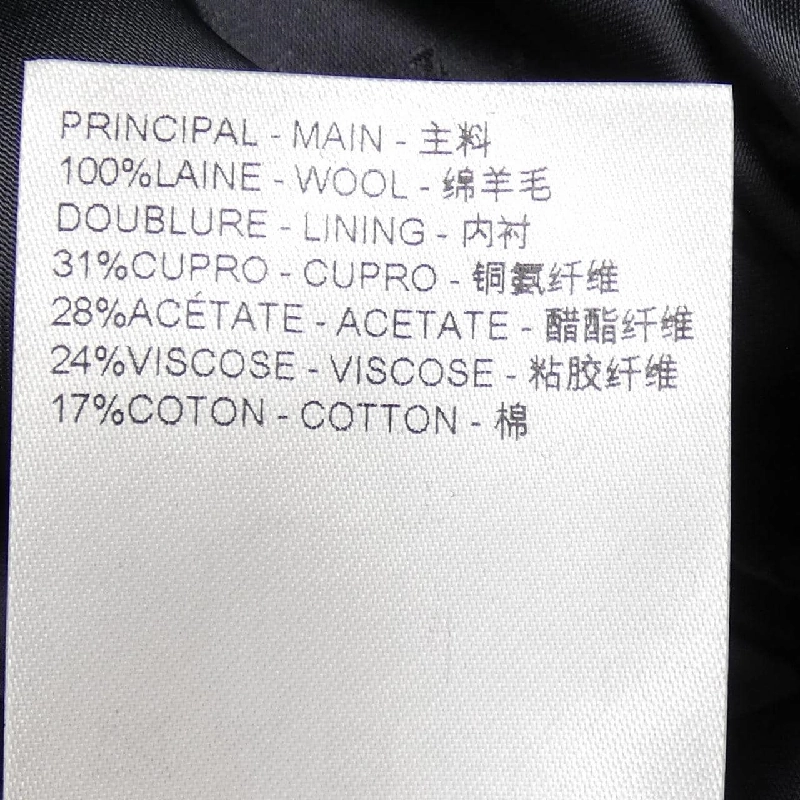 PRINCIPAL - MAIN - 主料
100%LAINE - WOOL - 绵羊毛
DOUBLURE - LINING - 内衬
31%CUPRO - CUPRO - 铜氨纤维
28%ACÉTATE - ACETATE - 醋酯纤维
24%VISCOSE - VISCOSE - 粘胶纤维
17%COTON - COTTON - 棉